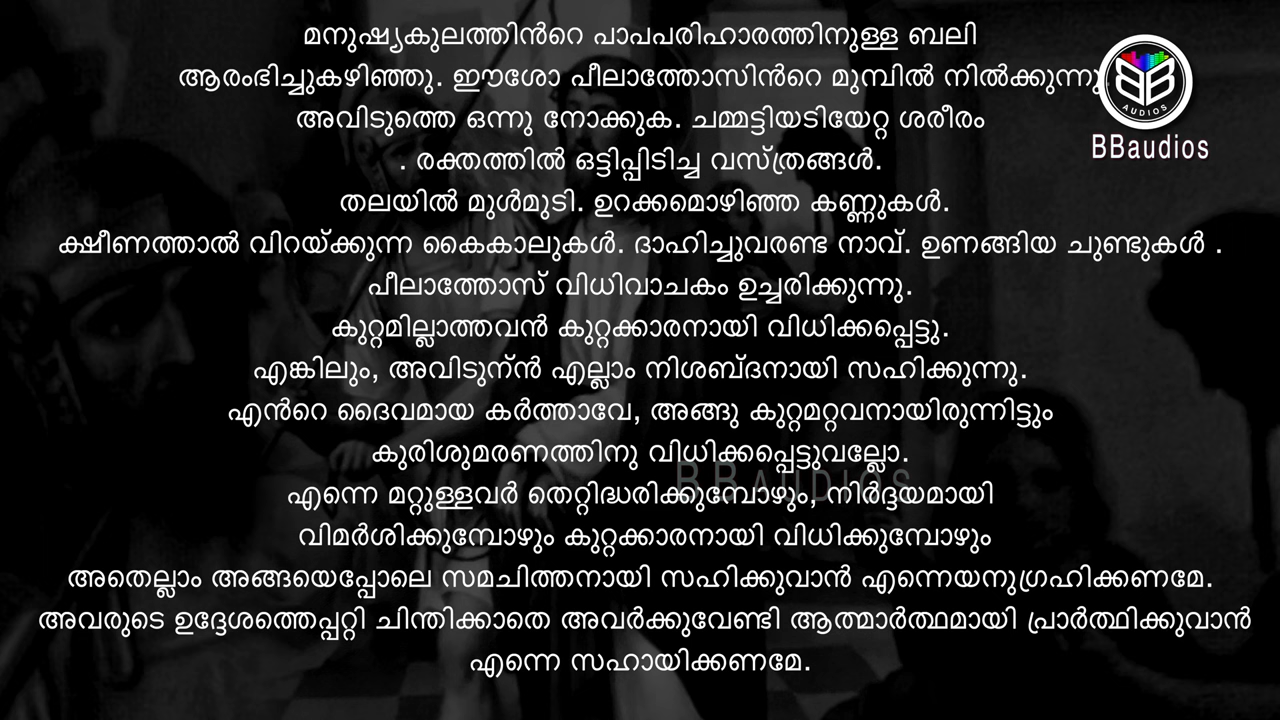 മനുഷ്യകുലത്തിൻറെ പാപപരിഹാരത്തിനുള്ള ബലി
ആരംഭിച്ചുകഴിഞ്ഞു. ഈശോ പീലാത്തോസിൻറെ മുമ്പിൽ നിൽക്കുന്നു.
അവിടുത്തെ ഒന്നു നോക്കുക. ചമ്മട്ടിയടിയേറ്റ ശരീരം
. രക്തത്തിൽ ഒട്ടിപ്പിടിച്ച വസ്ത്രങ്ങൾ.
തലയിൽ മുൾമുടി. ഉറക്കമൊഴിഞ്ഞ കണ്ണുകൾ.
ക്ഷീണത്താൽ വിറയ്ക്കുന്ന കൈകാലുകൾ. ദാഹിച്ചുവരണ്ട നാവ്. ഉണങ്ങിയ ചുണ്ടുകൾ .
പീലാത്തോസ് വിധിവാചകം ഉച്ചരിക്കുന്നു.
കുറ്റമില്ലാത്തവൻ കുറ്റക്കാരനായി വിധിക്കപ്പെട്ടു.
എങ്കിലും, അവിടുന്ൻ എല്ലാം നിശബ്ദനായി സഹിക്കുന്നു.
എൻറെ ദൈവമായ കർത്താവേ, അങ്ങു കുറ്റമറ്റവനായിരുന്നിട്ടും
കുരിശുമരണത്തിനു വിധിക്കപ്പെട്ടുവല്ലോ.
എന്നെ മറ്റുള്ളവർ തെറ്റിദ്ധരിക്കുമ്പോഴും, നിർദ്ദയമായി
വിമർശിക്കുമ്പോഴും കുറ്റക്കാരനായി വിധിക്കുമ്പോഴും
അതെല്ലാം അങ്ങയെപ്പോലെ സമചിത്തനായി സഹിക്കുവാൻ എന്നെയനുഗ്രഹിക്കണമേ.
അവരുടെ ഉദ്ദേശത്തെപ്പറ്റി ചിന്തിക്കാതെ അവർക്കുവേണ്ടി ആത്മാർത്ഥമായി പ്രാർത്ഥിക്കുവാൻ
എന്നെ സഹായിക്കണമേ.
BB
AUDIOS
BBaudios
BBAUDIOS